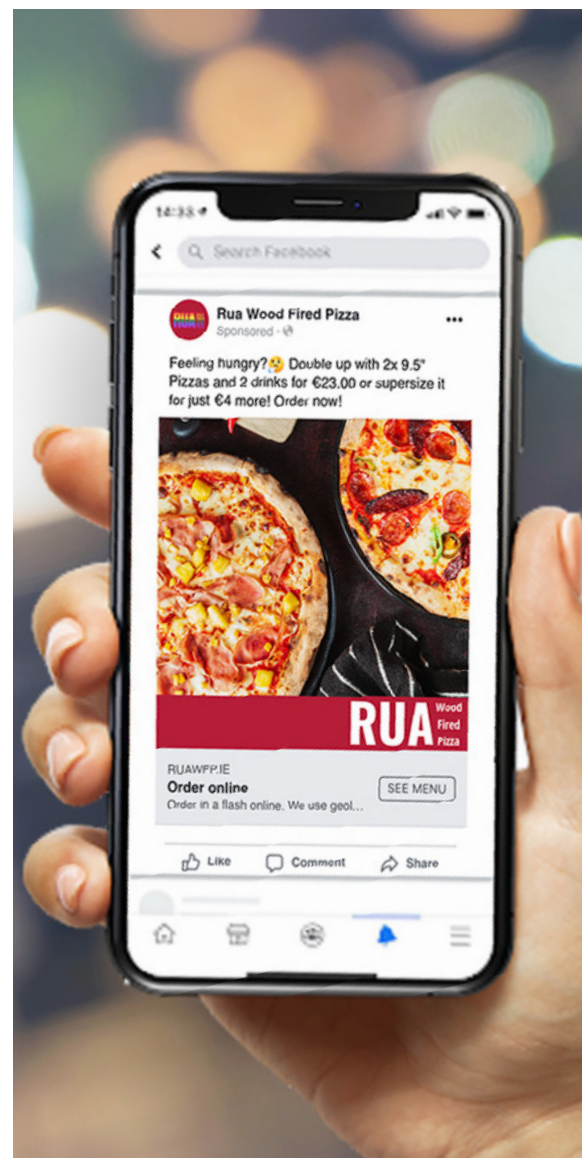 14:33
Search Facebook
RUA
Rua Wood Fired Pizza
Sponsored ·
Feeling hungry?🤤 Double up with 2x 9.5"
Pizzas and 2 drinks for €23.00 or supersize it
for just €4 more! Order now!
RUA Wood
Fired
Pizza
RUAWFP.IE
Order online
Order in a flash online. We use geol...
SEE MENU
Like
Comment
Share